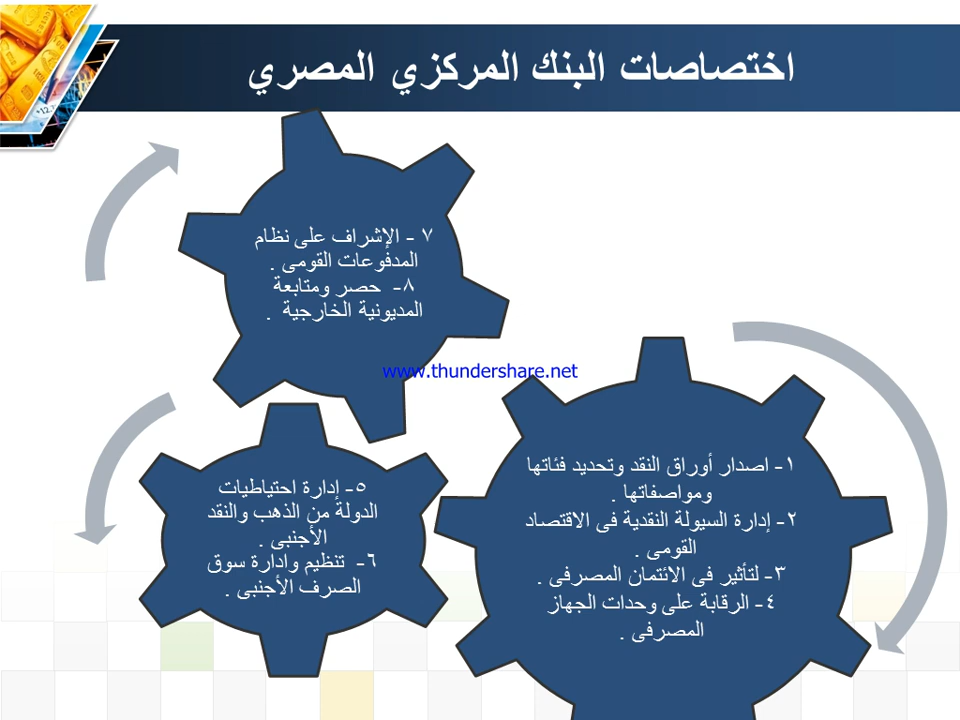 اختصاصات البنك المركزي المصري
٧ - الإشراف على نظام
المدفوعات القومى .
٨- حصر ومتابعة
المديونية الخارجية .
www.thundershare.net
١- اصدار أوراق النقد وتحديد فئاتها
ومواصفاتها .
٢- إدارة السيولة النقدية فى الاقتصاد
القومى .
٣- لتأثير فى الائتمان المصرفى .
٤- الرقابة على وحدات الجهاز
المصرفى .
٥- إدارة احتياطيات
الدولة من الذهب والنقد
الأجنبى .
٦- تنظيم وادارة سوق
الصرف الأجنبى .